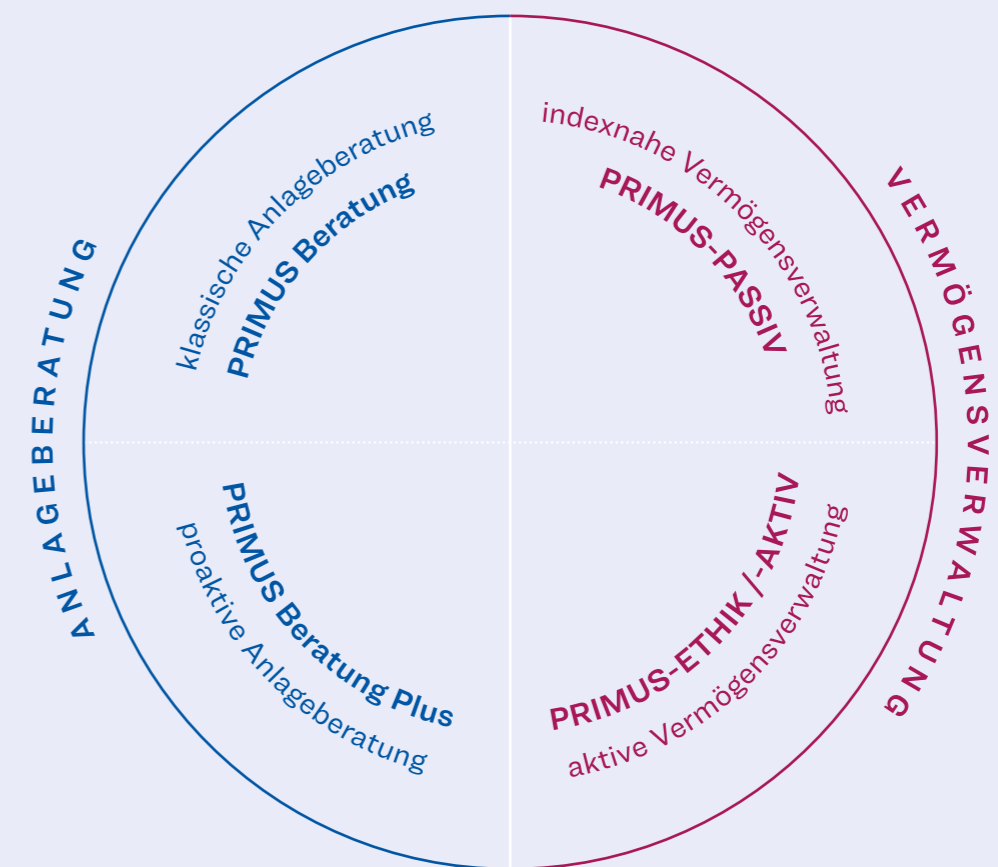 ANLAGEBERATUNG
klassische Anlageberatung
PRIMUS Beratung
PRIMUS Beratung Plus
proaktive Anlageberatung
indexnahe Vermögensverwaltung
PRIMUS-PASSIV
PRIMUS-ETHIK /-AKTIV
aktive Vermögensverwaltung
VERMÖGENSVERWALTUNG